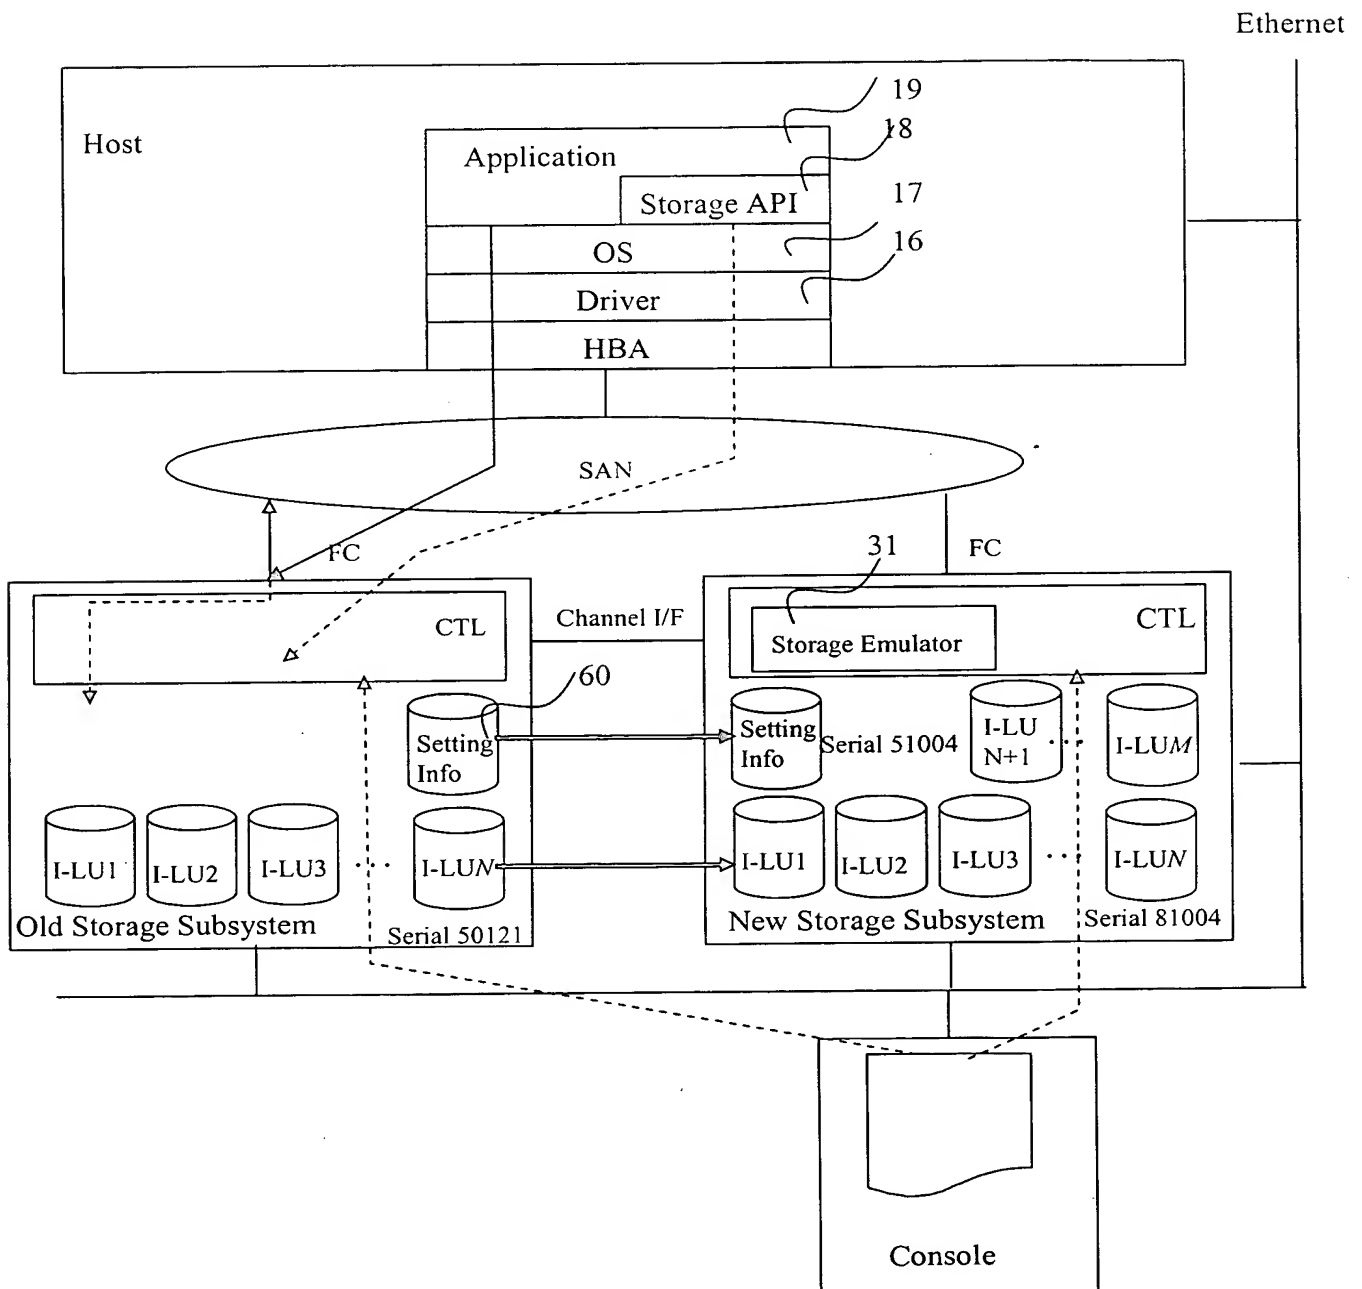 Ethernet
19
Host
18
Application
17
Storage API
OS
16
Driver
HBA
SAN
FC
FC
31
Channel I/F
CTL
CTL
Storage Emulator
60
Setting
Info
Setting
Info
Serial 51004
I-LU
N+1
...
I-LUM
I-LU1
I-LU2
I-LU3
...
I-LUN
I-LU1
I-LU2
I-LU3
...
I-LUN
Old Storage Subsystem
Serial 50121
New Storage Subsystem
Serial 81004
Console